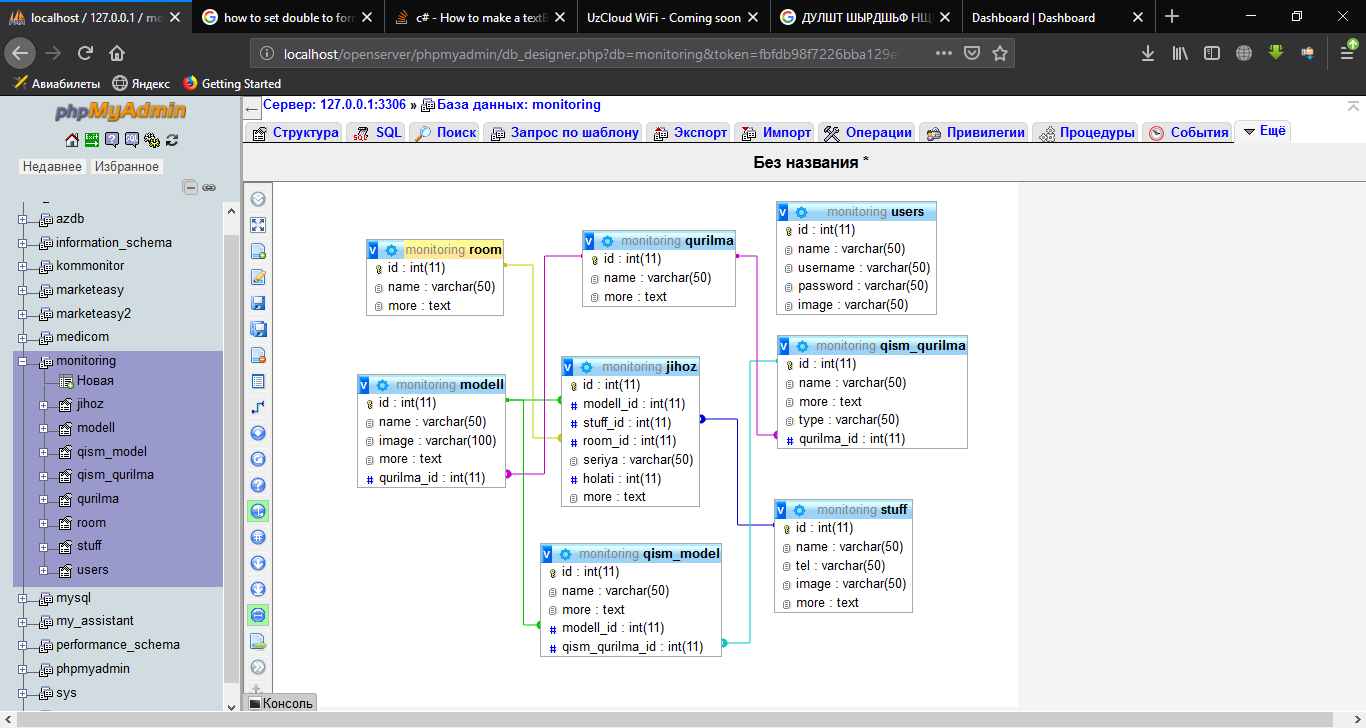 localhost / 127.0.0.1 / mo
how to set double to for
c# - How to make a textB
UzCloud WiFi - Coming soon
ДУЛШТ ШЫРДШЬФ НЩ
Dashboard | Dashboard
localhost/openserver/phpmyadmin/db_designer.php?db=monitoring&token=fbfdb98f7226bba129e
Авиабилеты
Яндекс
Getting Started
phpMyAdmin
Недавнее
Избранное
azdb
information_schema
kommonitor
marketeasy
marketeasy2
medicom
monitoring
Новая
jihoz
modell
qism_model
qism_qurilma
qurilma
room
stuff
users
mysql
my_assistant
performance_schema
phpmyadmin
sys
Сервер: 127.0.0.1:3306 » База данных: monitoring
Структура
SQL
Поиск
Запрос по шаблону
Экспорт
Импорт
Операции
Привилегии
Процедуры
События
Ещё
Без названия *
monitoring room
id : int(11)
name : varchar(50)
more : text
monitoring qurilma
id : int(11)
name : varchar(50)
more : text
monitoring users
id : int(11)
name : varchar(50)
username : varchar(50)
password : varchar(50)
image : varchar(50)
monitoring modell
id : int(11)
name : varchar(50)
image : varchar(100)
more : text
qurilma_id : int(11)
monitoring jihoz
id : int(11)
modell_id : int(11)
stuff_id : int(11)
room_id : int(11)
seriya : varchar(50)
holati : int(11)
more : text
monitoring qism_qurilma
id : int(11)
name : varchar(50)
more : text
type : varchar(50)
qurilma_id : int(11)
monitoring qism_model
id : int(11)
name : varchar(50)
more : text
modell_id : int(11)
qism_qurilma_id : int(11)
monitoring stuff
id : int(11)
name : varchar(50)
tel : varchar(50)
image : varchar(50)
more : text
Консоль